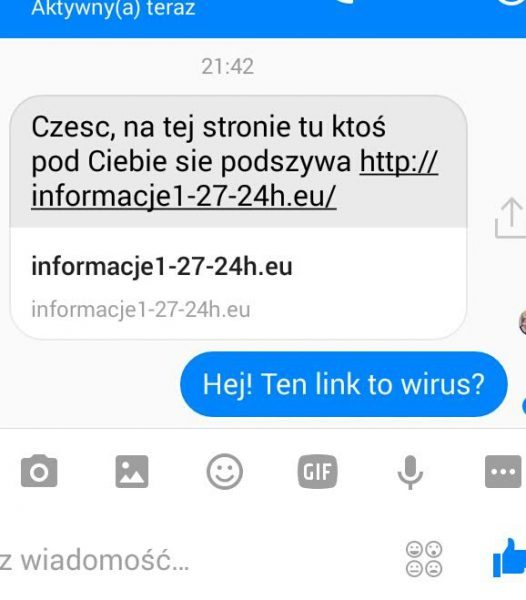 Aktywny(a) teraz
21:42
Czesc, na tej stronie tu ktoś
pod Ciebie sie podszywa http://
informacje1-27-24h.eu/
informacje1-27-24h.eu
informacje1-27-24h.eu
Hej! Ten link to wirus?
GIF
z wiadomość...